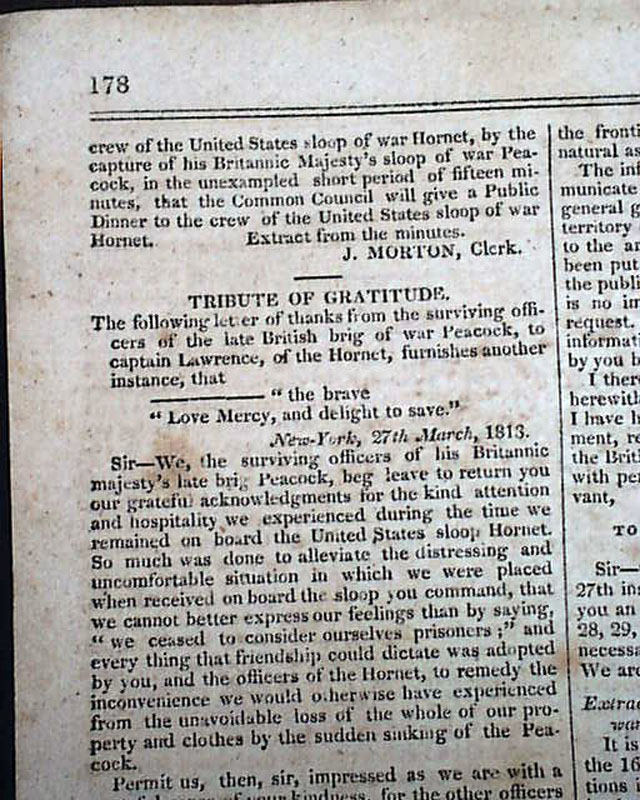 178
crew of the United States sloop of war Hornet, by the
capture of his Britannic Majesty's sloop of war Pea-
cock, in the unexampled short period of fifteen mi-
nutes, that the Common Council will give a Public
Dinner to the crew of the United States sloop of war
Hornet. Extract from the minutes.
J. MORTON, Clerk.
TRIBUTE OF GRATITUDE.
The following letter of thanks from the surviving offi-
cers of the late British brig of war Peacock, to
captain Lawrence, of the Hornet, furnishes another
instance, that
" the brave
" Love Mercy, and delight to save."
New-York, 27th March, 1813.
Sir—We, the surviving officers of his Britannic
majesty's late brig Peacock, beg leave to return you
our grateful acknowledgments for the kind attention
and hospitality we experienced during the time we
remained on board the United States sloop Hornet.
So much was done to alleviate the distressing and
uncomfortable situation in which we were placed
when received on board the sloop you command, that
we cannot better express our feelings than by saying,
" we ceased to consider ourselves prisoners ;" and
every thing that friendship could dictate was adopted
by you, and the officers of the Hornet, to remedy the
inconvenience we would otherwise have experienced
from the unavoidable loss of the whole of our pro-
perty and clothes by the sudden sinking of the Pea-
cock.
Permit us, then, sir, impressed as we are with a
of your kindness, for the other officers
the fronti
natural as
The inf
municate
general g
territory
to the ar
been put
the publi
is no im
request.
informati
by you b
I there
herewith
I have h
ment, re
the Briti
with per
vant,
TO
Sir—
27th ins
you an
28, 29,
necessa
We are
Extrac
war
It is
the 16
tions